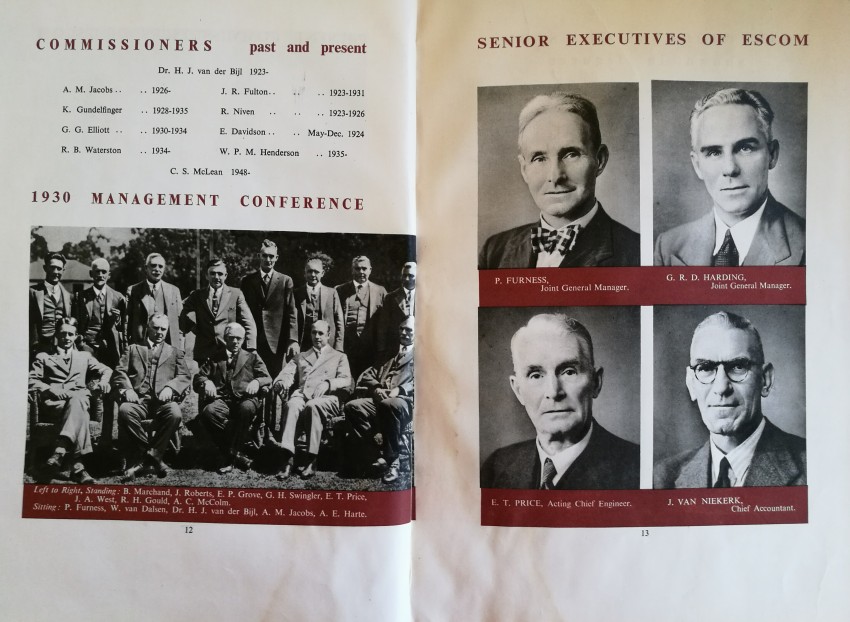 COMMISSIONERS past and present
Dr. H. J. van der Bijl 1923-
A. M. Jacobs .. .. .. 1926- J. R. Fulton .. .. .. 1923-1931
K. Gundelfinger .. 1928-1935 R. Niven .. .. .. 1923-1926
G. G. Elliott .. .. 1930-1934 E. Davidson .. .. May-Dec. 1924
R. B. Waterston .. 1934- W. P. M. Henderson .. 1935-
C. S. McLean 1948-
1930 MANAGEMENT CONFERENCE
Left to Right, Standing: B. Marchand, J. Roberts, E. P. Grove, G. H. Swingler, E. T. Price,
J. A. West, R. H. Gould, A. C. McColm.
Sitting: P. Furness, W. van Dalsen, Dr. H. J. van der Bijl, A. M. Jacobs, A. E. Harte.
12
SENIOR EXECUTIVES OF ESCOM
P. FURNESS,
Joint General Manager.
G. R. D. HARDING,
Joint General Manager.
E. T. PRICE, Acting Chief Engineer.
J. VAN NIEKERK,
Chief Accountant.
13